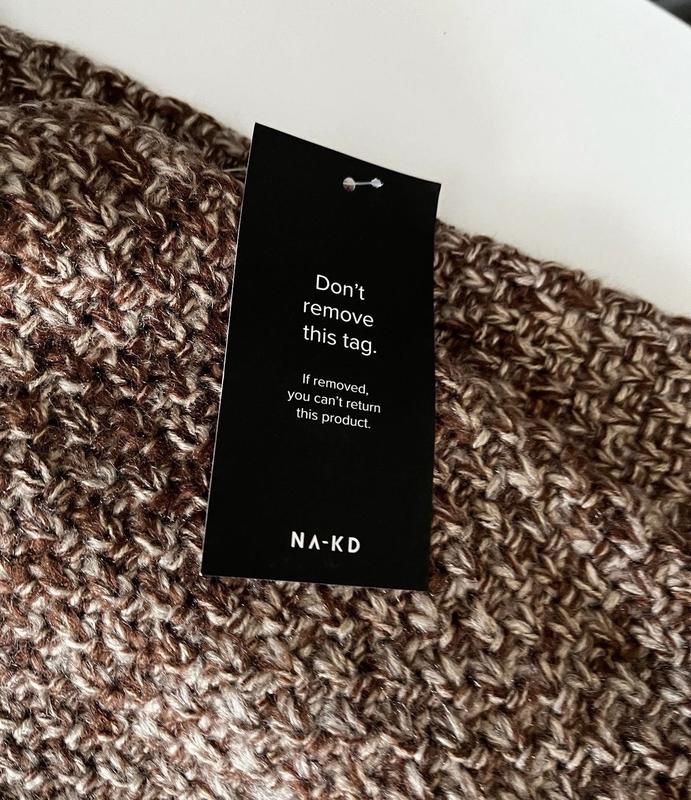 Don't
remove
this tag.
If removed,
you can't return
this product.
NA-KD